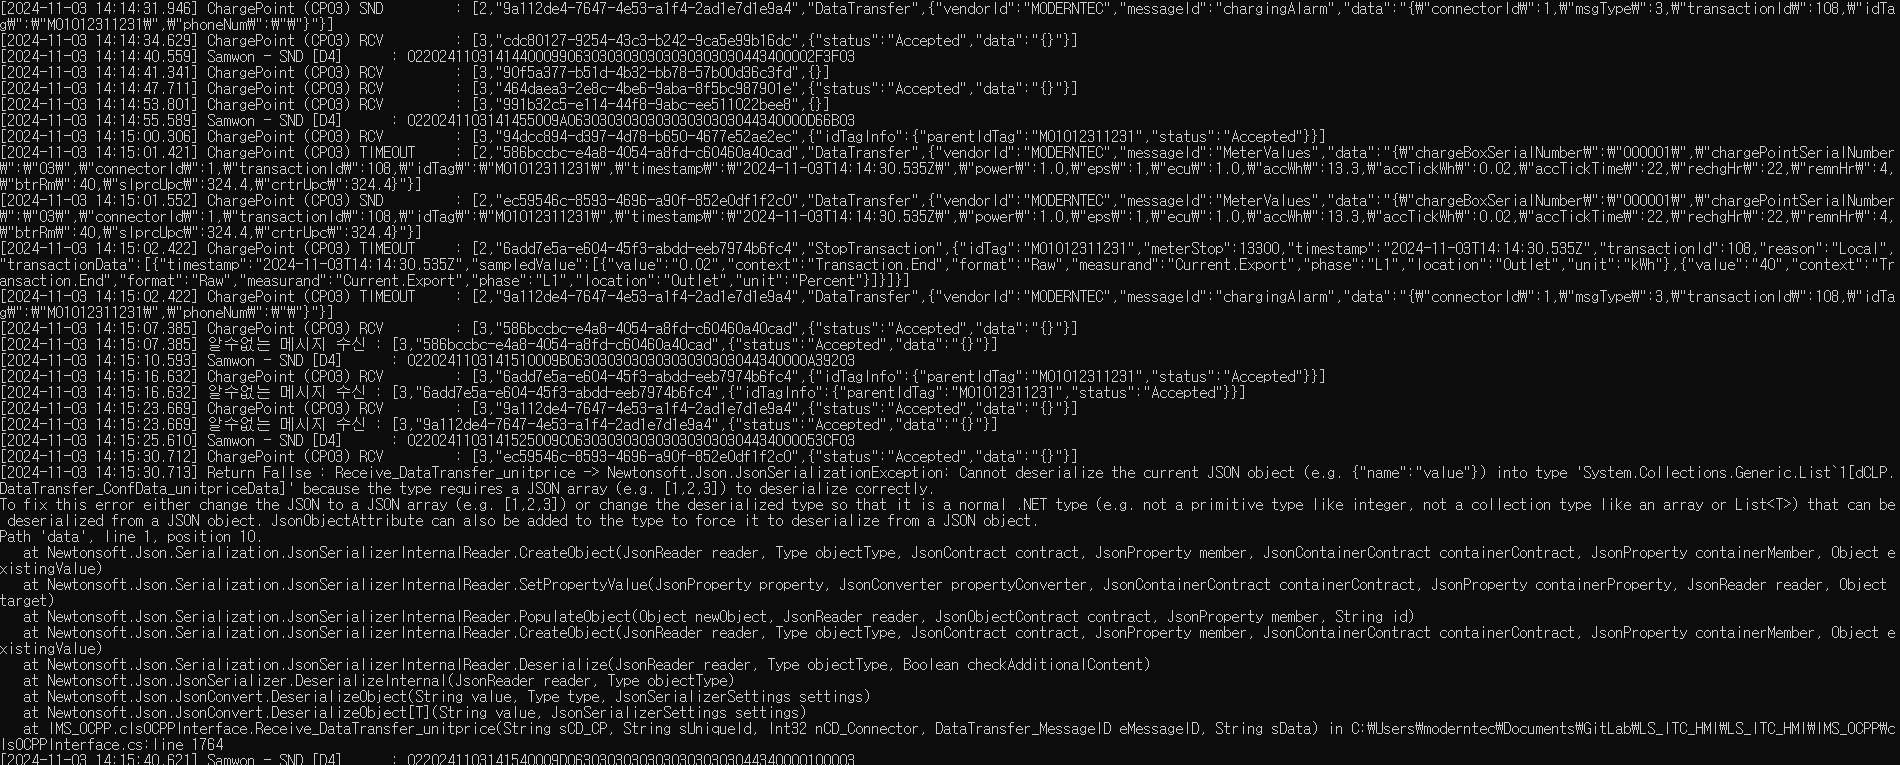 [2024-11-03 14:14:31.946] ChargePoint (CP03) SND : [2,"9a112de4-7647-4e53-a1f4-2ad1e7d1e9a4","DataTransfer",{"vendorId":"MODERNTEC","messageId":"chargingAlarm","data":"{₩"connectorId₩":1,₩"msgType₩":3,₩"transactionId₩":108,₩"idTa
g₩":₩"M01012311231₩",₩"phoneNum₩":₩"₩"}"}]
[2024-11-03 14:14:34.623] ChargePoint (CP03) RCV : [3,"cdc80127-9254-43c3-b242-9ca5e99b16dc",{"status":"Accepted","data":"{}"}]
[2024-11-03 14:14:40.559] Samwon - SND [D4] : 02202411031414400099063030303030303030303030443400002F3F03
[2024-11-03 14:14:41.341] ChargePoint (CP03) RCV : [3,"90f5a377-b51d-4b32-bb78-57b00d36c3fd",{}]
[2024-11-03 14:14:47.711] ChargePoint (CP03) RCV : [3,"464daea3-2e8c-4be6-9aba-8f5bc987901e",{"status":"Accepted","data":"{}"}]
[2024-11-03 14:14:53.801] ChargePoint (CP03) RCV : [3,"991b32c5-e114-44f8-9abc-ee511022bee8",{}]
[2024-11-03 14:14:55.589] Samwon - SND [D4] : 0220241103141455009A06303030303030303030303044340000D66B03
[2024-11-03 14:15:00.306] ChargePoint (CP03) RCV : [3,"94dcc894-d397-4d78-b650-4677e52ae2ec",{"idTagInfo":{"parentIdTag":"M01012311231","status":"Accepted"}}]
[2024-11-03 14:15:01.421] ChargePoint (CP03) TIMEOUT : [2,"586bccbc-e4a8-4054-a8fd-c60460a40cad","DataTransfer",{"vendorId":"MODERNTEC","messageId":"MeterValues","data":"{₩"chargeBoxSerialNumber₩":₩"000001₩",₩"chargePointSerialNumber
₩":₩"03₩",₩"connectorId₩":1,₩"transactionId₩":108,₩"idTag₩":₩"M01012311231₩",₩"timestamp₩":₩"2024-11-03T14:14:30.535Z₩",₩"power₩":1.0,₩"eps₩":1,₩"ecu₩":1.0,₩"accWh₩":13.3,₩"accTickWh₩":0.02,₩"accTickTime₩":22,₩"rechgHr₩":22,₩"remnHr₩":4,
₩"btrRm₩":40,₩"slprcUpc₩":324.4,₩"crtrUpc₩":324.4}"}]
[2024-11-03 14:15:01.552] ChargePoint (CP03) SND : [2,"ec59546c-8593-4696-a90f-852e0df1f2c0","DataTransfer",{"vendorId":"MODERNTEC","messageId":"MeterValues","data":"{₩"chargeBoxSerialNumber₩":₩"000001₩",₩"chargePointSerialNumber
₩":₩"03₩",₩"connectorId₩":1,₩"transactionId₩":108,₩"idTag₩":₩"M01012311231₩",₩"timestamp₩":₩"2024-11-03T14:14:30.535Z₩",₩"power₩":1.0,₩"eps₩":1,₩"ecu₩":1.0,₩"accWh₩":13.3,₩"accTickWh₩":0.02,₩"accTickTime₩":22,₩"rechgHr₩":22,₩"remnHr₩":4,
₩"btrRm₩":40,₩"slprcUpc₩":324.4,₩"crtrUpc₩":324.4}"}]
[2024-11-03 14:15:02.422] ChargePoint (CP03) TIMEOUT : [2,"6add7e5a-e604-45f3-abdd-eeb7974b6fc4","StopTransaction",{"idTag":"M01012311231","meterStop":13300,"timestamp":"2024-11-03T14:14:30.535Z","transactionId":108,"reason":"Local",
"transactionData":[{"timestamp":"2024-11-03T14:14:30.535Z","sampledValue":[{"value":"0.02","context":"Transaction.End","format":"Raw","measurand":"Current.Export","phase":"L1","location":"Outlet","unit":"kWh"},{"value":"40","context":"Tr
ansaction.End","format":"Raw","measurand":"Current.Export","phase":"L1","location":"Outlet","unit":"Percent"}]}]}]
[2024-11-03 14:15:02.422] ChargePoint (CP03) TIMEOUT : [2,"9a112de4-7647-4e53-a1f4-2ad1e7d1e9a4","DataTransfer",{"vendorId":"MODERNTEC","messageId":"chargingAlarm","data":"{₩"connectorId₩":1,₩"msgType₩":3,₩"transactionId₩":108,₩"idTa
g₩":₩"M01012311231₩",₩"phoneNum₩":₩"₩"}"}]
[2024-11-03 14:15:07.385] ChargePoint (CP03) RCV : [3,"586bccbc-e4a8-4054-a8fd-c60460a40cad",{"status":"Accepted","data":"{}"}]
[2024-11-03 14:15:07.385] 알수없는 메시지 수신 : [3,"586bccbc-e4a8-4054-a8fd-c60460a40cad",{"status":"Accepted","data":"{}"}]
[2024-11-03 14:15:10.593] Samwon - SND [D4] : 0220241103141510009B06303030303030303030303044340000A39203
[2024-11-03 14:15:16.632] ChargePoint (CP03) RCV : [3,"6add7e5a-e604-45f3-abdd-eeb7974b6fc4",{"idTagInfo":{"parentIdTag":"M01012311231","status":"Accepted"}}]
[2024-11-03 14:15:16.632] 알수없는 메시지 수신 : [3,"6add7e5a-e604-45f3-abdd-eeb7974b6fc4",{"idTagInfo":{"parentIdTag":"M01012311231","status":"Accepted"}}]
[2024-11-03 14:15:23.669] ChargePoint (CP03) RCV : [3,"9a112de4-7647-4e53-a1f4-2ad1e7d1e9a4",{"status":"Accepted","data":"{}"}]
[2024-11-03 14:15:23.669] 알수없는 메시지 수신 : [3,"9a112de4-7647-4e53-a1f4-2ad1e7d1e9a4",{"status":"Accepted","data":"{}"}]
[2024-11-03 14:15:25.610] Samwon - SND [D4] : 0220241103141525009C0630303030303030303030304434000053CF03
[2024-11-03 14:15:30.712] ChargePoint (CP03) RCV : [3,"ec59546c-8593-4696-a90f-852e0df1f2c0",{"status":"Accepted","data":"{}"}]
[2024-11-03 14:15:30.713] Return Fallse : Receive_DataTransfer_unitprice -> Newtonsoft.Json.JsonSerializationException: Cannot deserialize the current JSON object (e.g. {"name":"value"}) into type 'System.Collections.Generic.List`1[dCLP.
DataTransfer_ConfData_unitpriceData]' because the type requires a JSON array (e.g. [1,2,3]) to deserialize correctly.
To fix this error either change the JSON to a JSON array (e.g. [1,2,3]) or change the deserialized type so that it is a normal .NET type (e.g. not a primitive type like integer, not a collection type like an array or List<T>) that can be
deserialized from a JSON object. JsonObjectAttribute can also be added to the type to force it to deserialize from a JSON object.
Path 'data', line 1, position 10.
at Newtonsoft.Json.Serialization.JsonSerializerInternalReader.CreateObject(JsonReader reader, Type objectType, JsonContract contract, JsonProperty member, JsonContainerContract containerContract, JsonProperty containerMember, Object e
xistingValue)
at Newtonsoft.Json.Serialization.JsonSerializerInternalReader.SetPropertyValue(JsonProperty property, JsonConverter propertyConverter, JsonContainerContract containerContract, JsonProperty containerProperty, JsonReader reader, Object
target)
at Newtonsoft.Json.Serialization.JsonSerializerInternalReader.PopulateObject(Object newObject, JsonReader reader, JsonObjectContract contract, JsonProperty member, String id)
at Newtonsoft.Json.Serialization.JsonSerializerInternalReader.CreateObject(JsonReader reader, Type objectType, JsonContract contract, JsonProperty member, JsonContainerContract containerContract, JsonProperty containerMember, Object e
xistingValue)
at Newtonsoft.Json.Serialization.JsonSerializerInternalReader.Deserialize(JsonReader reader, Type objectType, Boolean checkAdditionalContent)
at Newtonsoft.Json.JsonSerializer.DeserializeInternal(JsonReader reader, Type objectType)
at Newtonsoft.Json.JsonConvert.DeserializeObject(String value, Type type, JsonSerializerSettings settings)
at Newtonsoft.Json.JsonConvert.DeserializeObject[T](String value, JsonSerializerSettings settings)
at IMS_OCPP.clsOCPPInterface.Receive_DataTransfer_unitprice(String sCD_CP, String sUniqueId, Int32 nCD_Connector, DataTransfer_MessageID eMessageID, String sData) in C:₩Users₩moderntec₩Documents₩GitLab₩LS_ITC_HMI₩LS_ITC_HMI₩IMS_OCPP₩c
lsOCPPInterface.cs:line 1764
[2024-11-03 14:15:40.621] Samwon - SND [D4] : 0220241103141540009D06303030303030303030303044340000100003